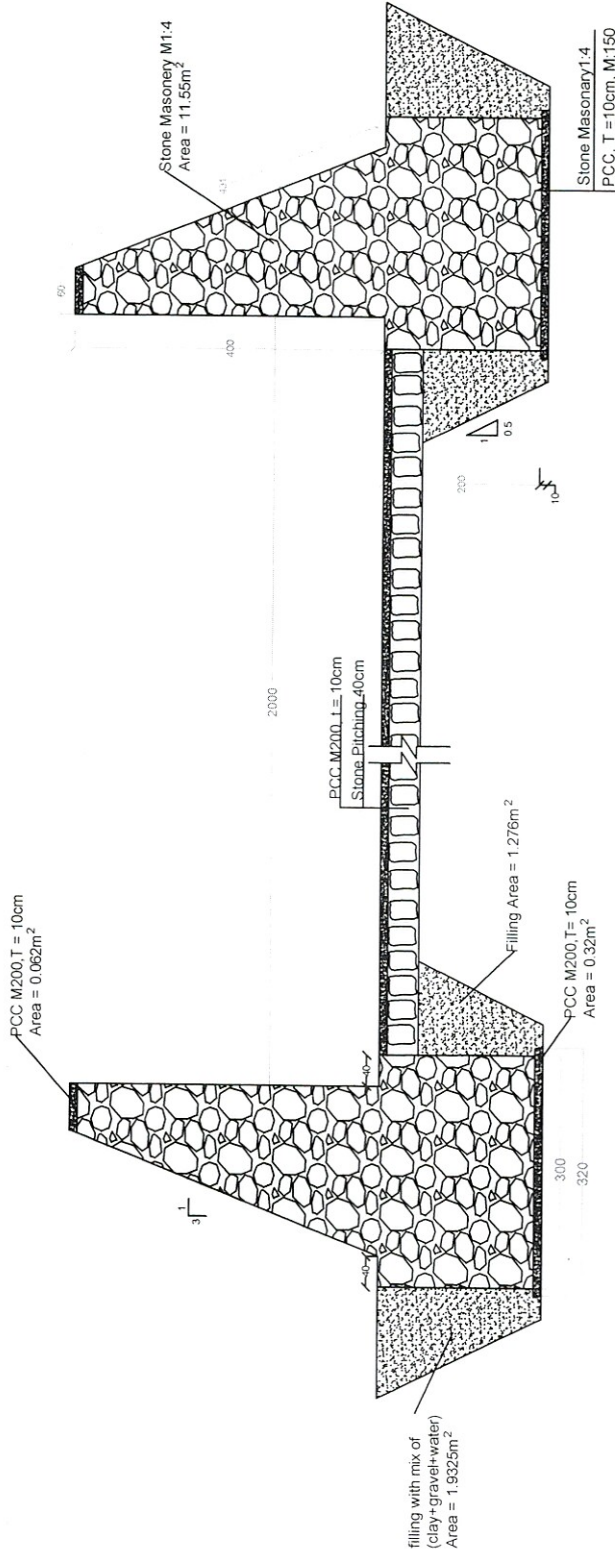 PCC M200,T = 10cm
Area = 0.062m²
60
Stone Masonery M1:4
Area = 11.55m²
431
400
3
1
2000
PCC M200, t = 10cm
Stone Pitching 40cm
40
40
filling with mix of
(clay+gravel+water)
Area = 1.9325m²
Filling Area = 1.276m²
PCC M200,T = 10cm
Area = 0.32m²
300
320
200
10
1
0.5
Stone Masonary1:4
PCC, T =10cm, M:150